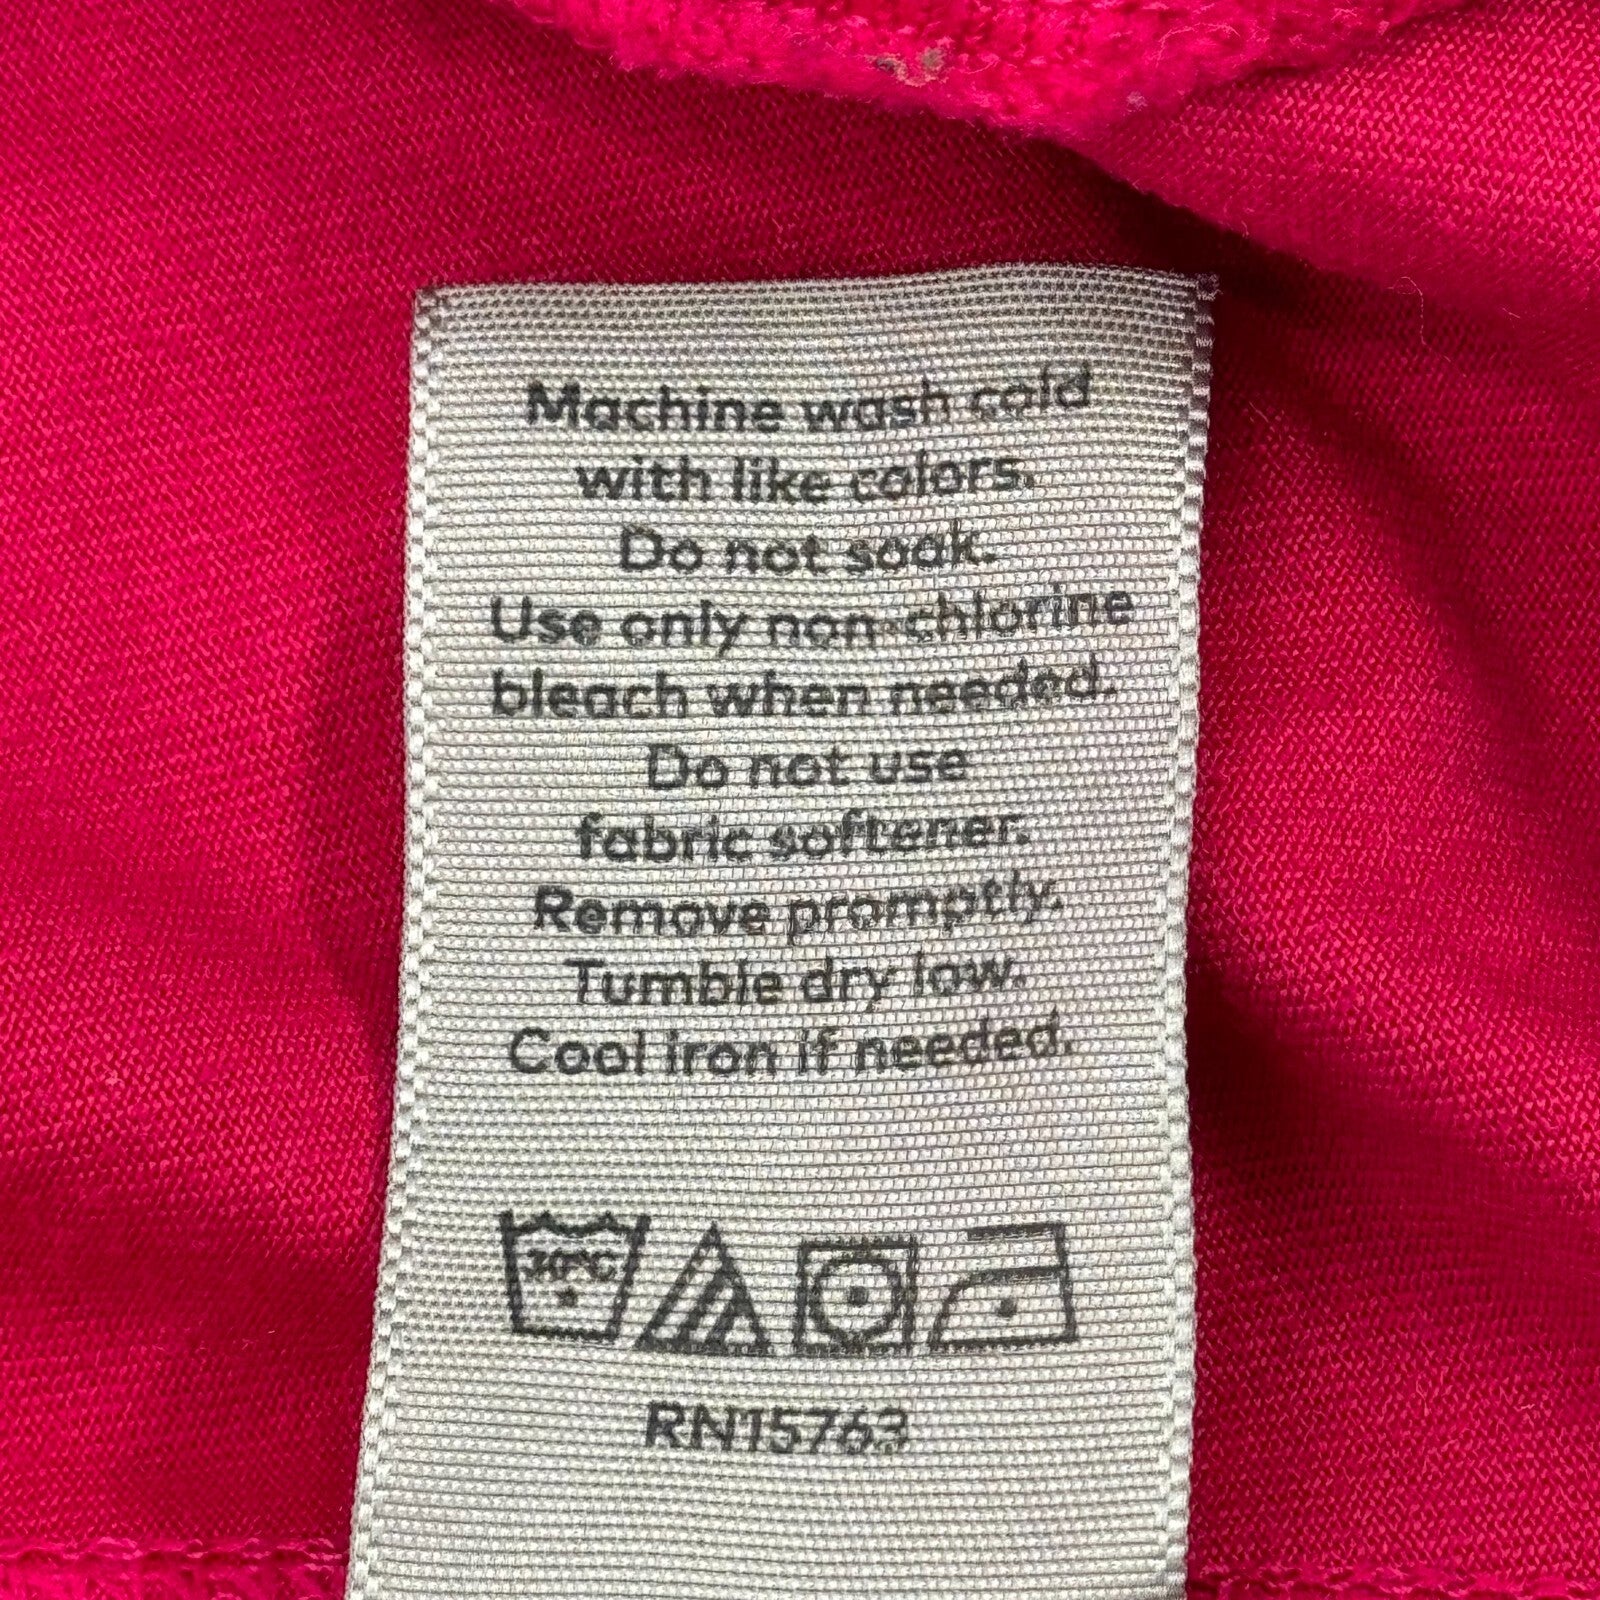 Machine wash cold
with like colors.
Do not soak.
Use only non-chlorine
bleach when needed.
Do not use
fabric softener.
Remove promptly.
Tumble dry low.
Cool iron if needed.
30°C
RN15763